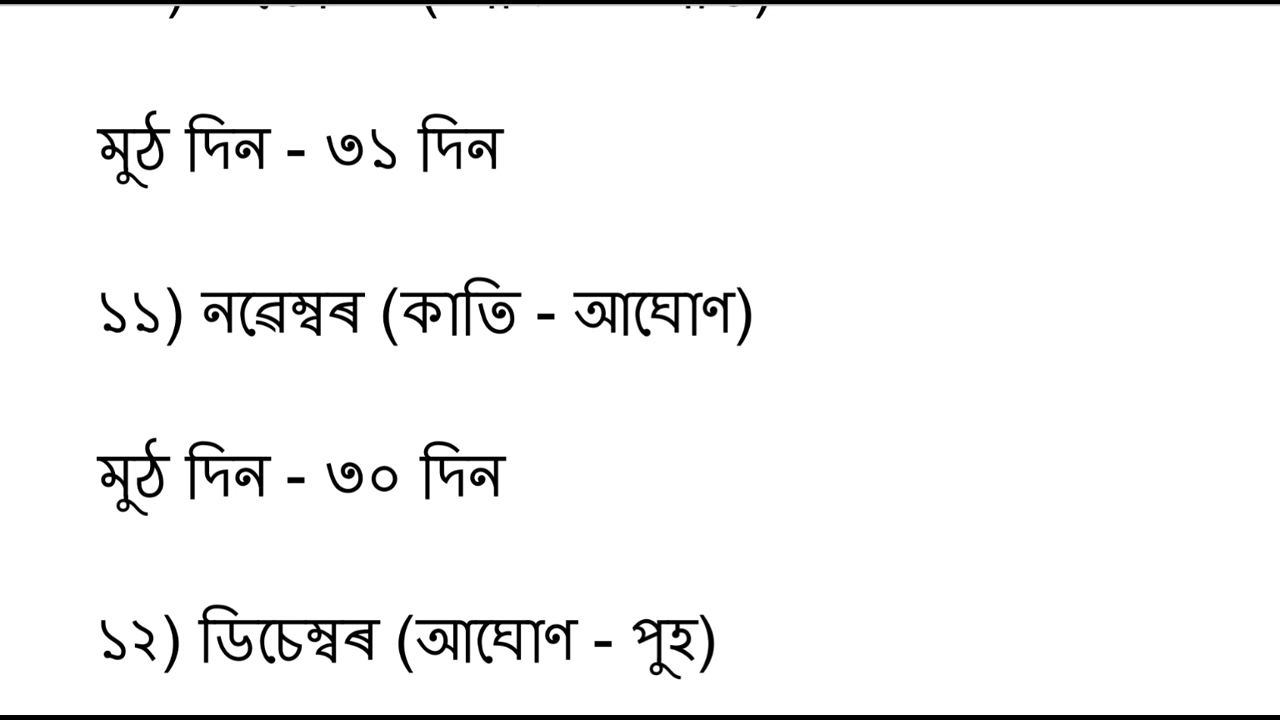 মুঠ দিন - ৩১ দিন
১১) নৱেম্বৰ (কাতি - আঘোণ)
মুঠ দিন - ৩০ দিন
১২) ডিচেম্বৰ (আঘোণ - পুহ)